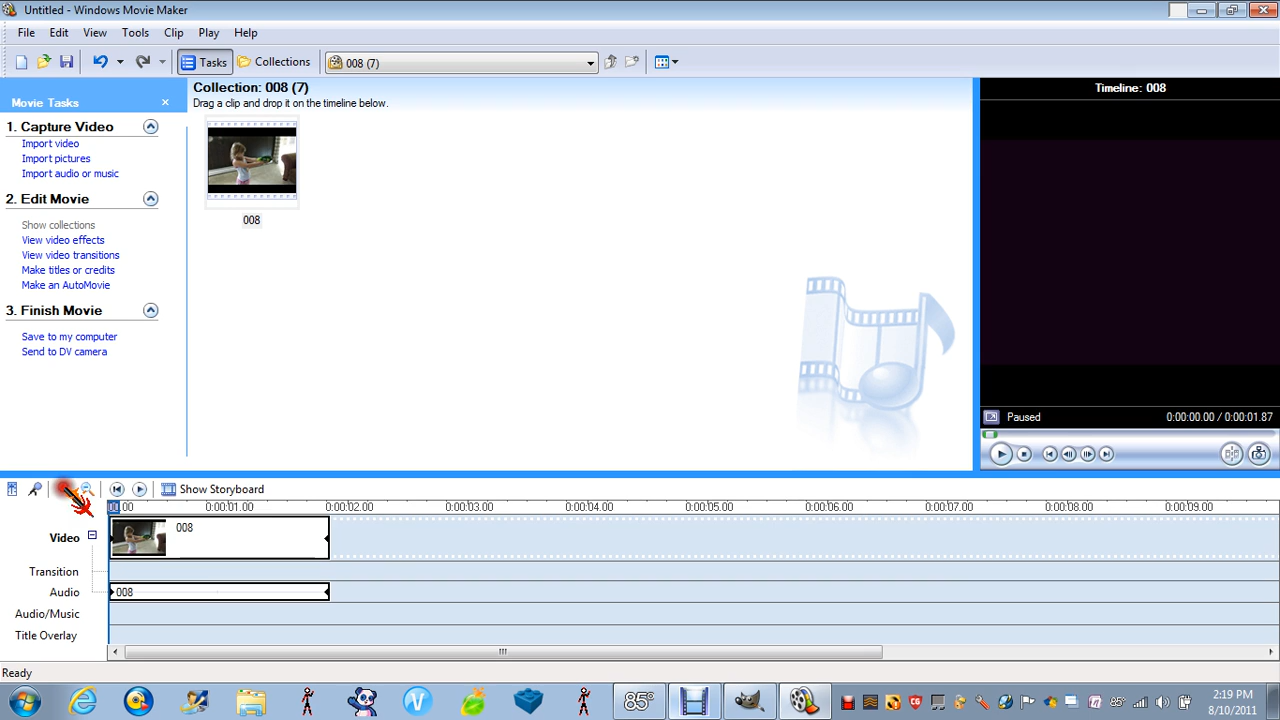 Untitled - Windows Movie Maker
File Edit View Tools Clip Play Help
Tasks Collections 008 (7)
Movie Tasks
Collection: 008 (7)
Drag a clip and drop it on the timeline below.
Timeline: 008
1. Capture Video
Import video
Import pictures
Import audio or music
008
2. Edit Movie
Show collections
View video effects
View video transitions
Make titles or credits
Make an AutoMovie
3. Finish Movie
Save to my computer
Send to DV camera
Paused 0:00:00.00 / 0:00:01.87
Show Storyboard
00 0:00:01.00 0:00:02.00 0:00:03.00 0:00:04.00 0:00:05.00 0:00:06.00 0:00:07.00 0:00:08.00 0:00:09.00
Video 008
Transition
Audio 008
Audio/Music
Title Overlay
Ready
85° 85° 2:19 PM
8/10/2011